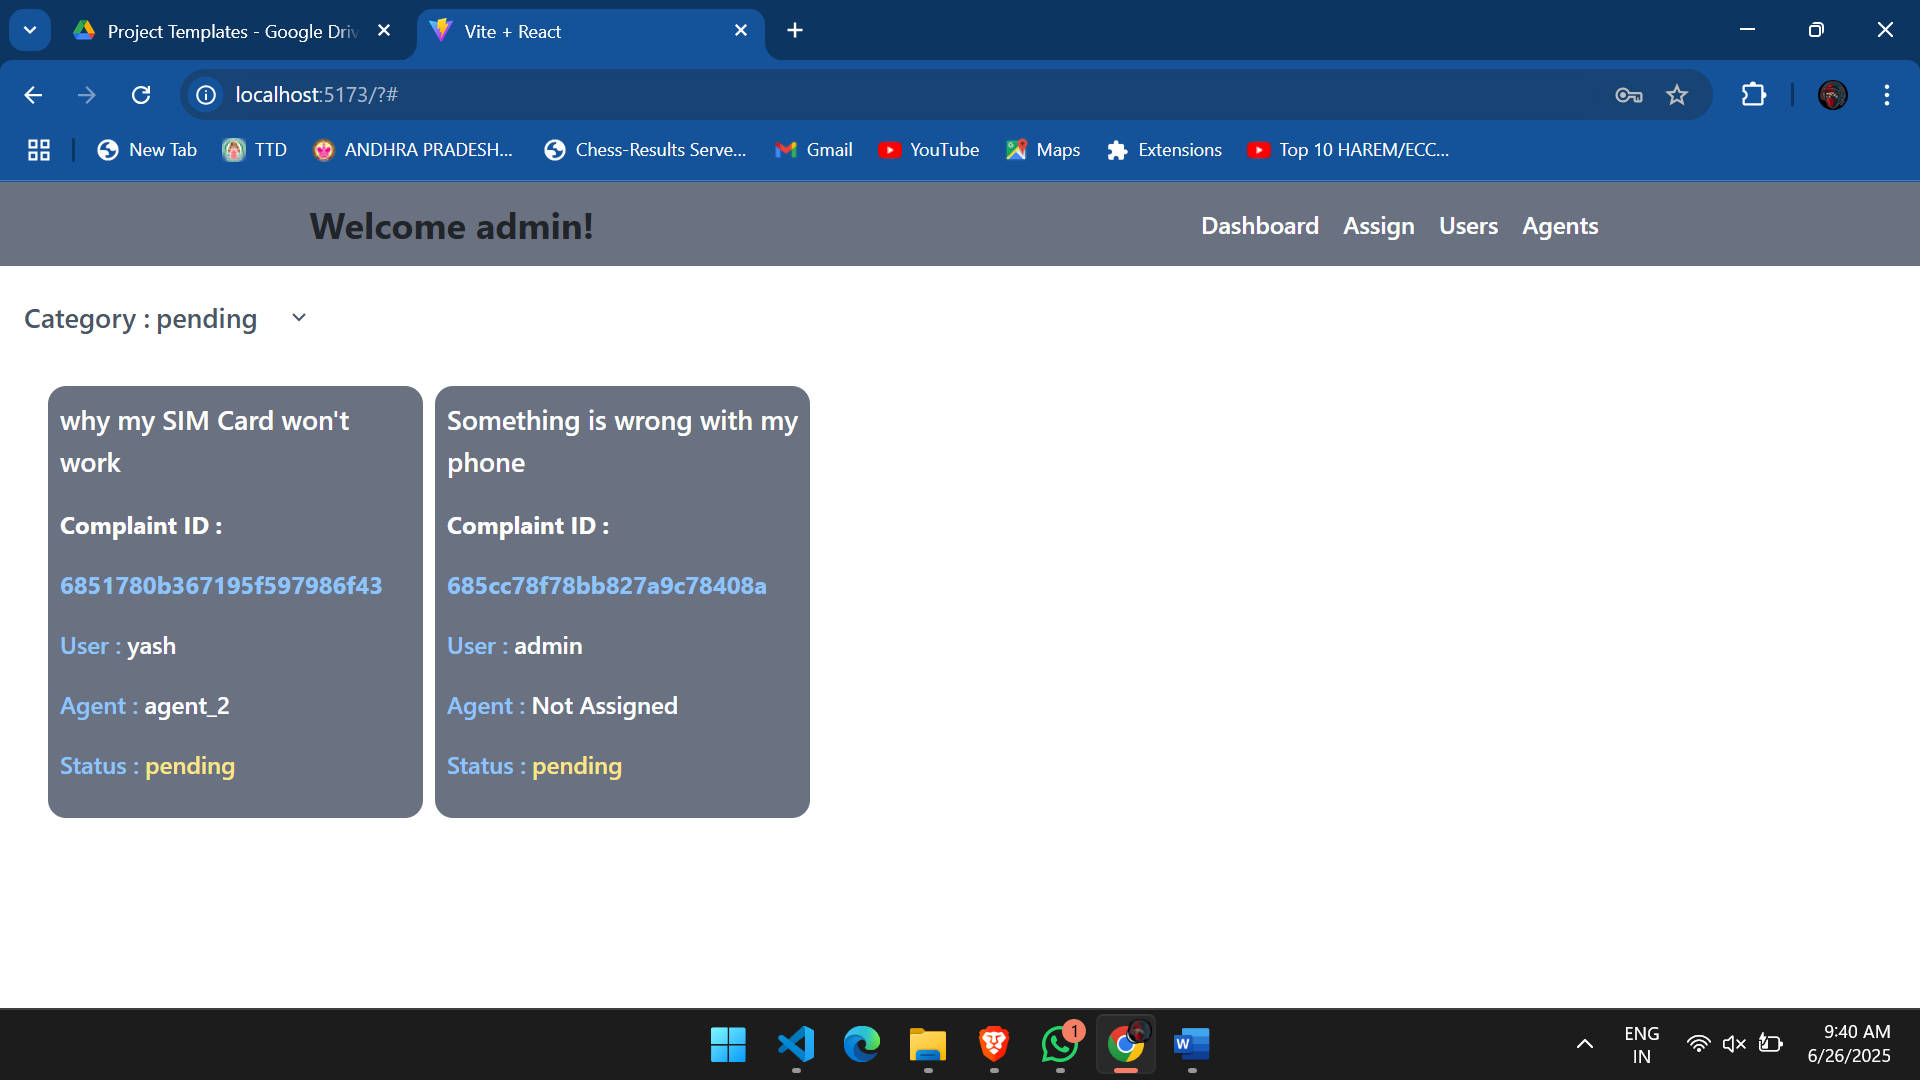 Project Templates - Google Driv
Vite + React
localhost:5173/?#
New Tab
TTD
ANDHRA PRADESH...
Chess-Results Serve...
Gmail
YouTube
Maps
Extensions
Top 10 HAREM/ECC...
Welcome admin!
Dashboard Assign Users Agents
Category : pending
why my SIM Card won't
work
Complaint ID :
6851780b367195f597986f43
User : yash
Agent : agent_2
Status : pending
Something is wrong with my
phone
Complaint ID :
685cc78f78bb827a9c78408a
User : admin
Agent : Not Assigned
Status : pending
1
W
ENG
IN
9:40 AM
6/26/2025